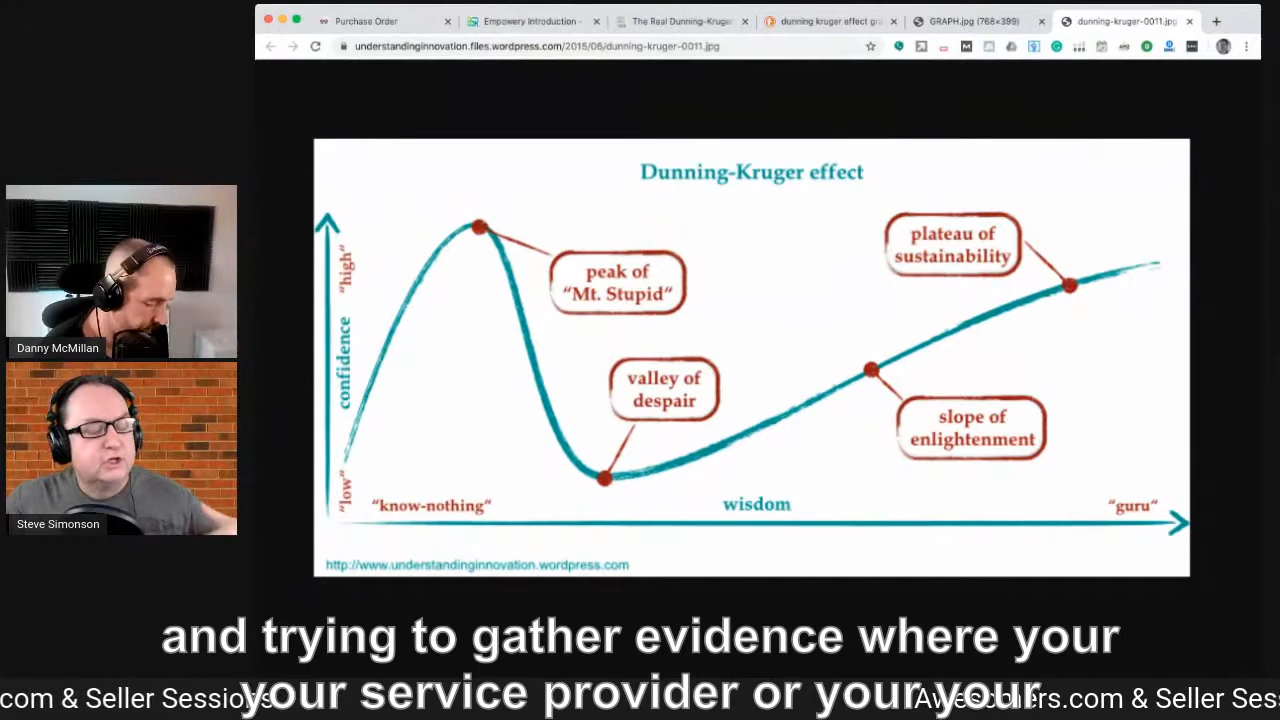 Purchase Order
Empowery Introduction -
The Real Dunning-Kruger
dunning kruger effect gra
GRAPH.jpg (768×399)
dunning-kruger-0011.jpg
understandinginnovation.files.wordpress.com/2015/06/dunning-kruger-0011.jpg
Dunning-Kruger effect
"high"
confidence
"low"
peak of
"Mt. Stupid"
valley of
despair
plateau of
sustainability
slope of
enlightenment
"know-nothing"
wisdom
"guru"
http://www.understandinginnovation.wordpress.com
Danny McMillan
Steve Simonson
and trying to gather evidence where your
your service provider or your your
.com & Seller Sessions
Awesomers.com & Seller Sess